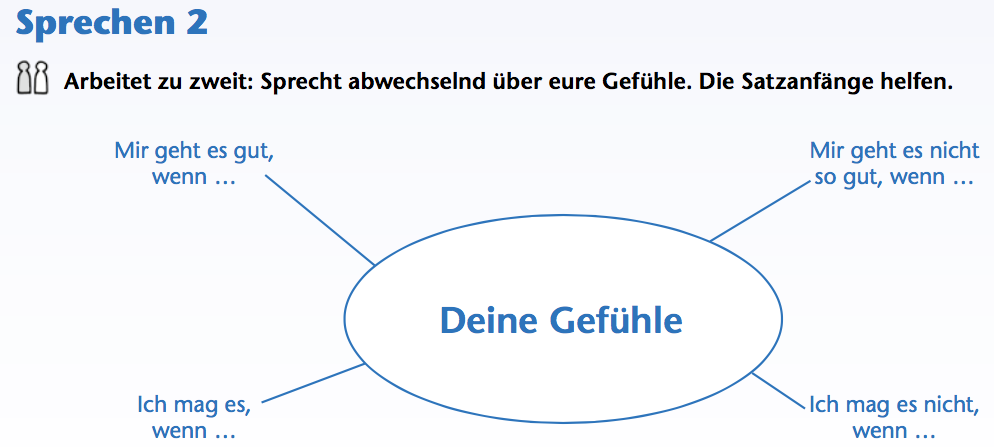 Sprechen 2
Arbeitet zu zweit: Sprecht abwechselnd über eure Gefühle. Die Satzanfänge helfen.
Mir geht es gut,
wenn …
Mir geht es nicht
so gut, wenn …
Deine Gefühle
Ich mag es,
wenn …
Ich mag es nicht,
wenn …